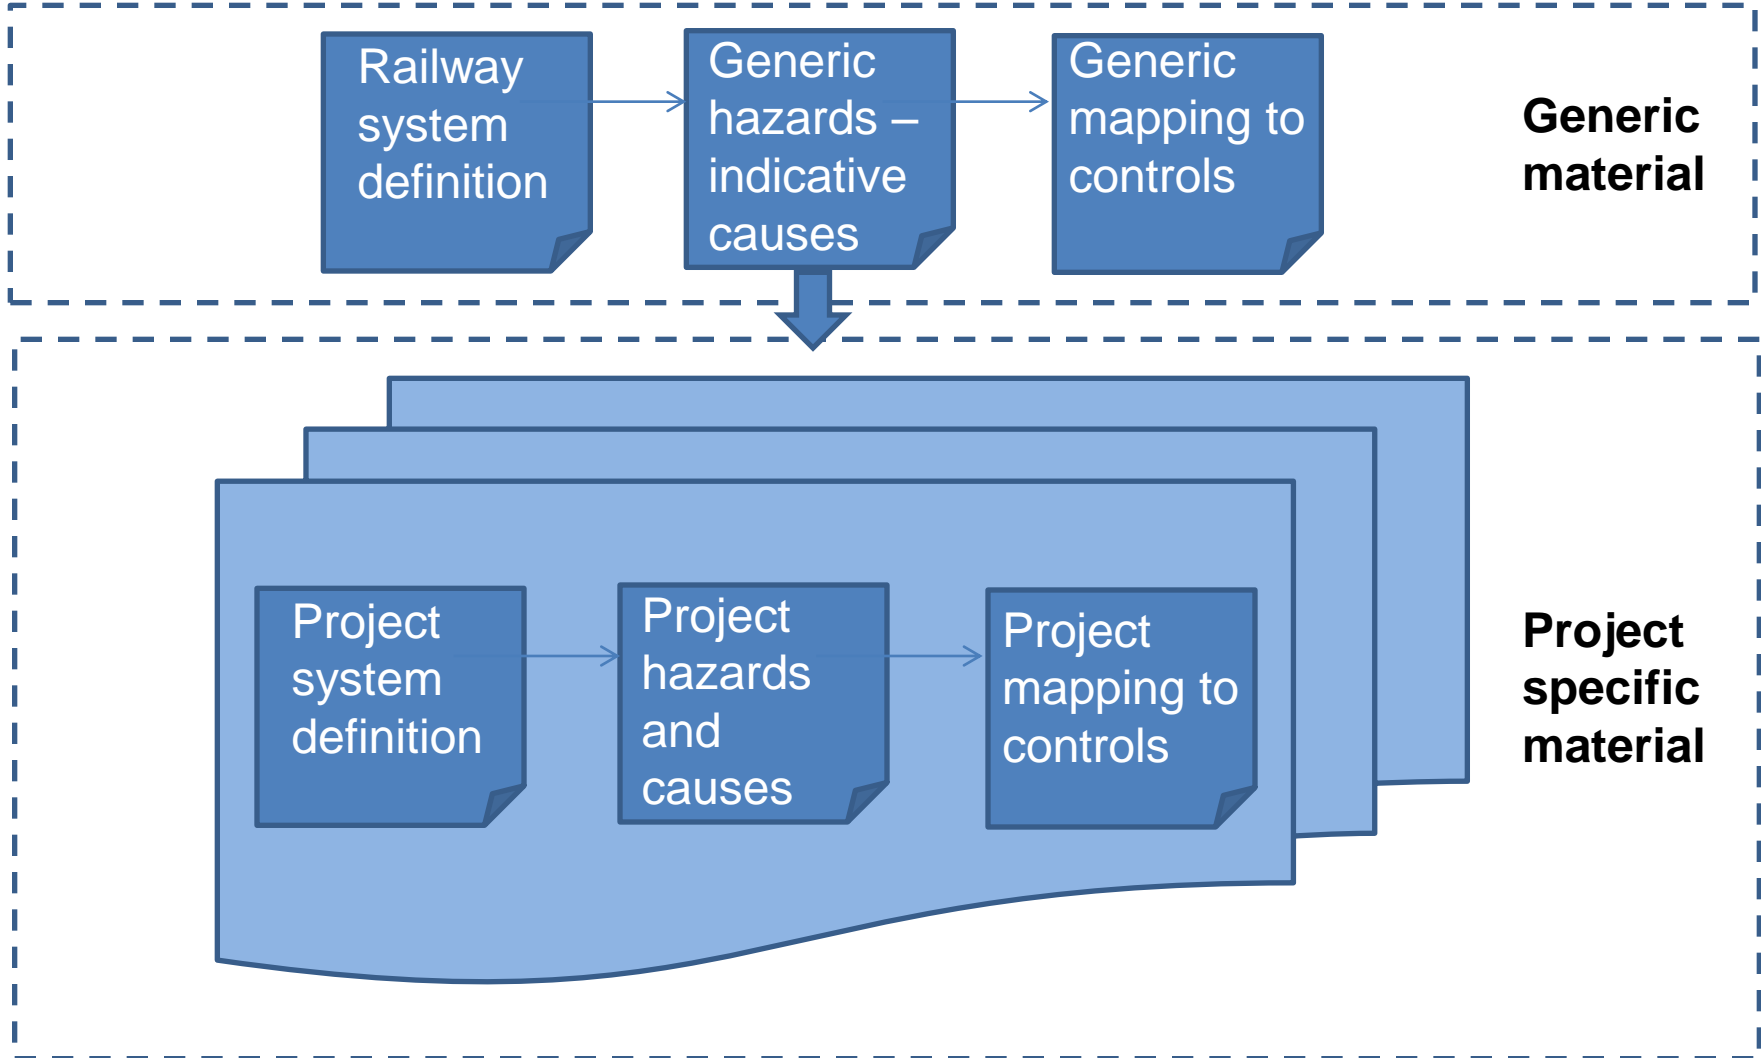 Railway
system
definition
Generic
hazards –
indicative
causes
Generic
mapping to
controls
Generic
material
Project
system
definition
Project
hazards
and
causes
Project
mapping to
controls
Project
specific
material